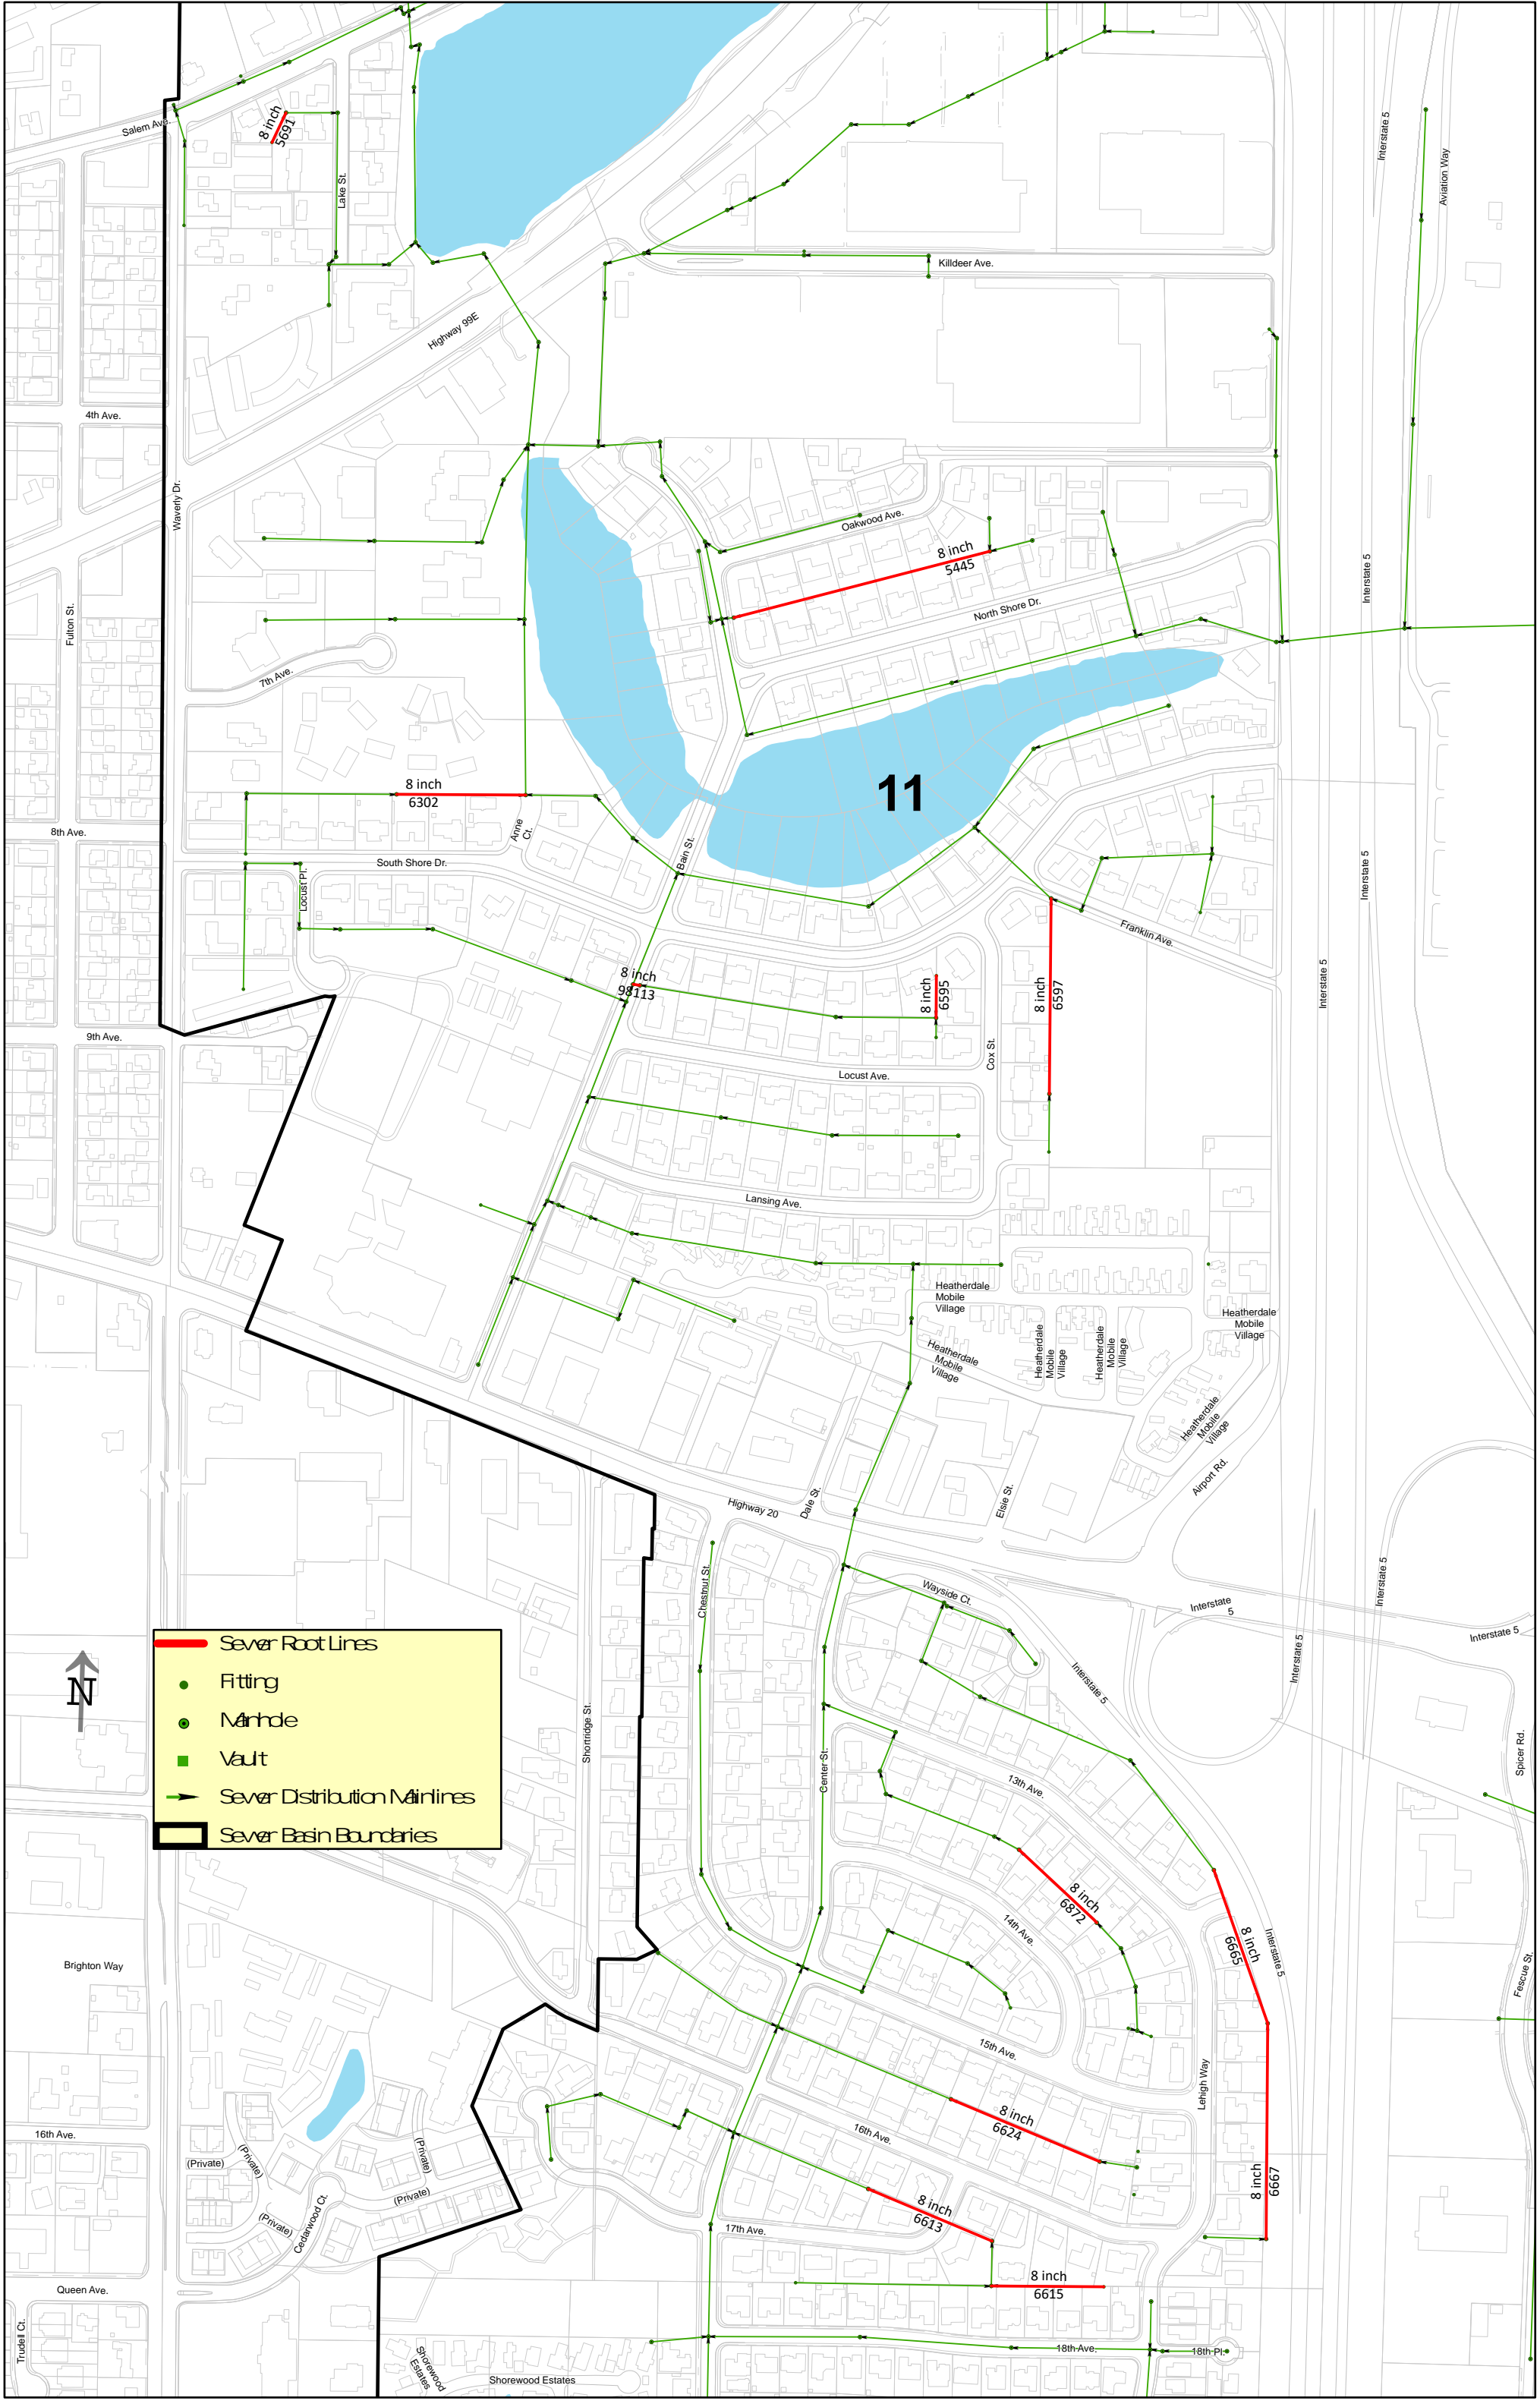 Salem Ave.
8 inch
5691
Lake St.
Interstate 5
Aviation Way
Killdeer Ave.
Highway 99E
4th Ave.
Waverly Dr.
Oakwood Ave.
8 inch
5445
Interstate 5
Fulton St.
North Shore Dr.
7th Ave.
8 inch
6302
11
8th Ave.
Anne
Ct.
South Shore Dr.
Bain St.
Locust Pl.
Interstate 5
Franklin Ave.
8 inch
98113
8 inch
6595
8 inch
6597
Interstate 5
9th Ave.
Cox St.
Locust Ave.
Lansing Ave.
Heatherdale
Mobile
Village
Heatherdale
Mobile
Village
Heatherdale
Mobile
Village
Heatherdale
Mobile
Village
Heatherdale
Mobile
Village
Heatherdale
Mobile
Village
Airport Rd.
Highway 20
Dale St.
Elsie St.
Chestnut St.
Wayside Ct.
Interstate 5
Interstate
5
Interstate 5
Interstate 5
Interstate 5
N
Sewer Root Lines
Fitting
Manhole
Vault
Sewer Distribution Mainlines
Sewer Basin Boundaries
Shortridge St.
Center St.
13th Ave.
Spicer Rd.
8 inch
6872
14th Ave.
8 inch
6665
Interstate 5
Brighton Way
Fescue St.
15th Ave.
Lehigh Way
8 inch
6624
16th Ave.
16th Ave.
(Private)
(Private)
(Private)
(Private)
(Private)
Cedarwood Ct.
8 inch
6667
8 inch
6613
17th Ave.
8 inch
6615
Queen Ave.
Trudell Ct.
18th Ave.
18th Pl.
Shorewood
Estates
Shorewood Estates